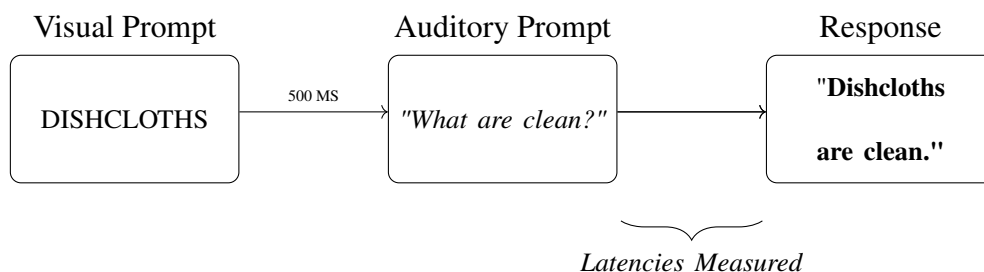 Visual Prompt
Auditory Prompt
Response
DISHCLOTHS
500 MS
"What are clean?"
"Dishcloths
are clean."
Latencies Measured